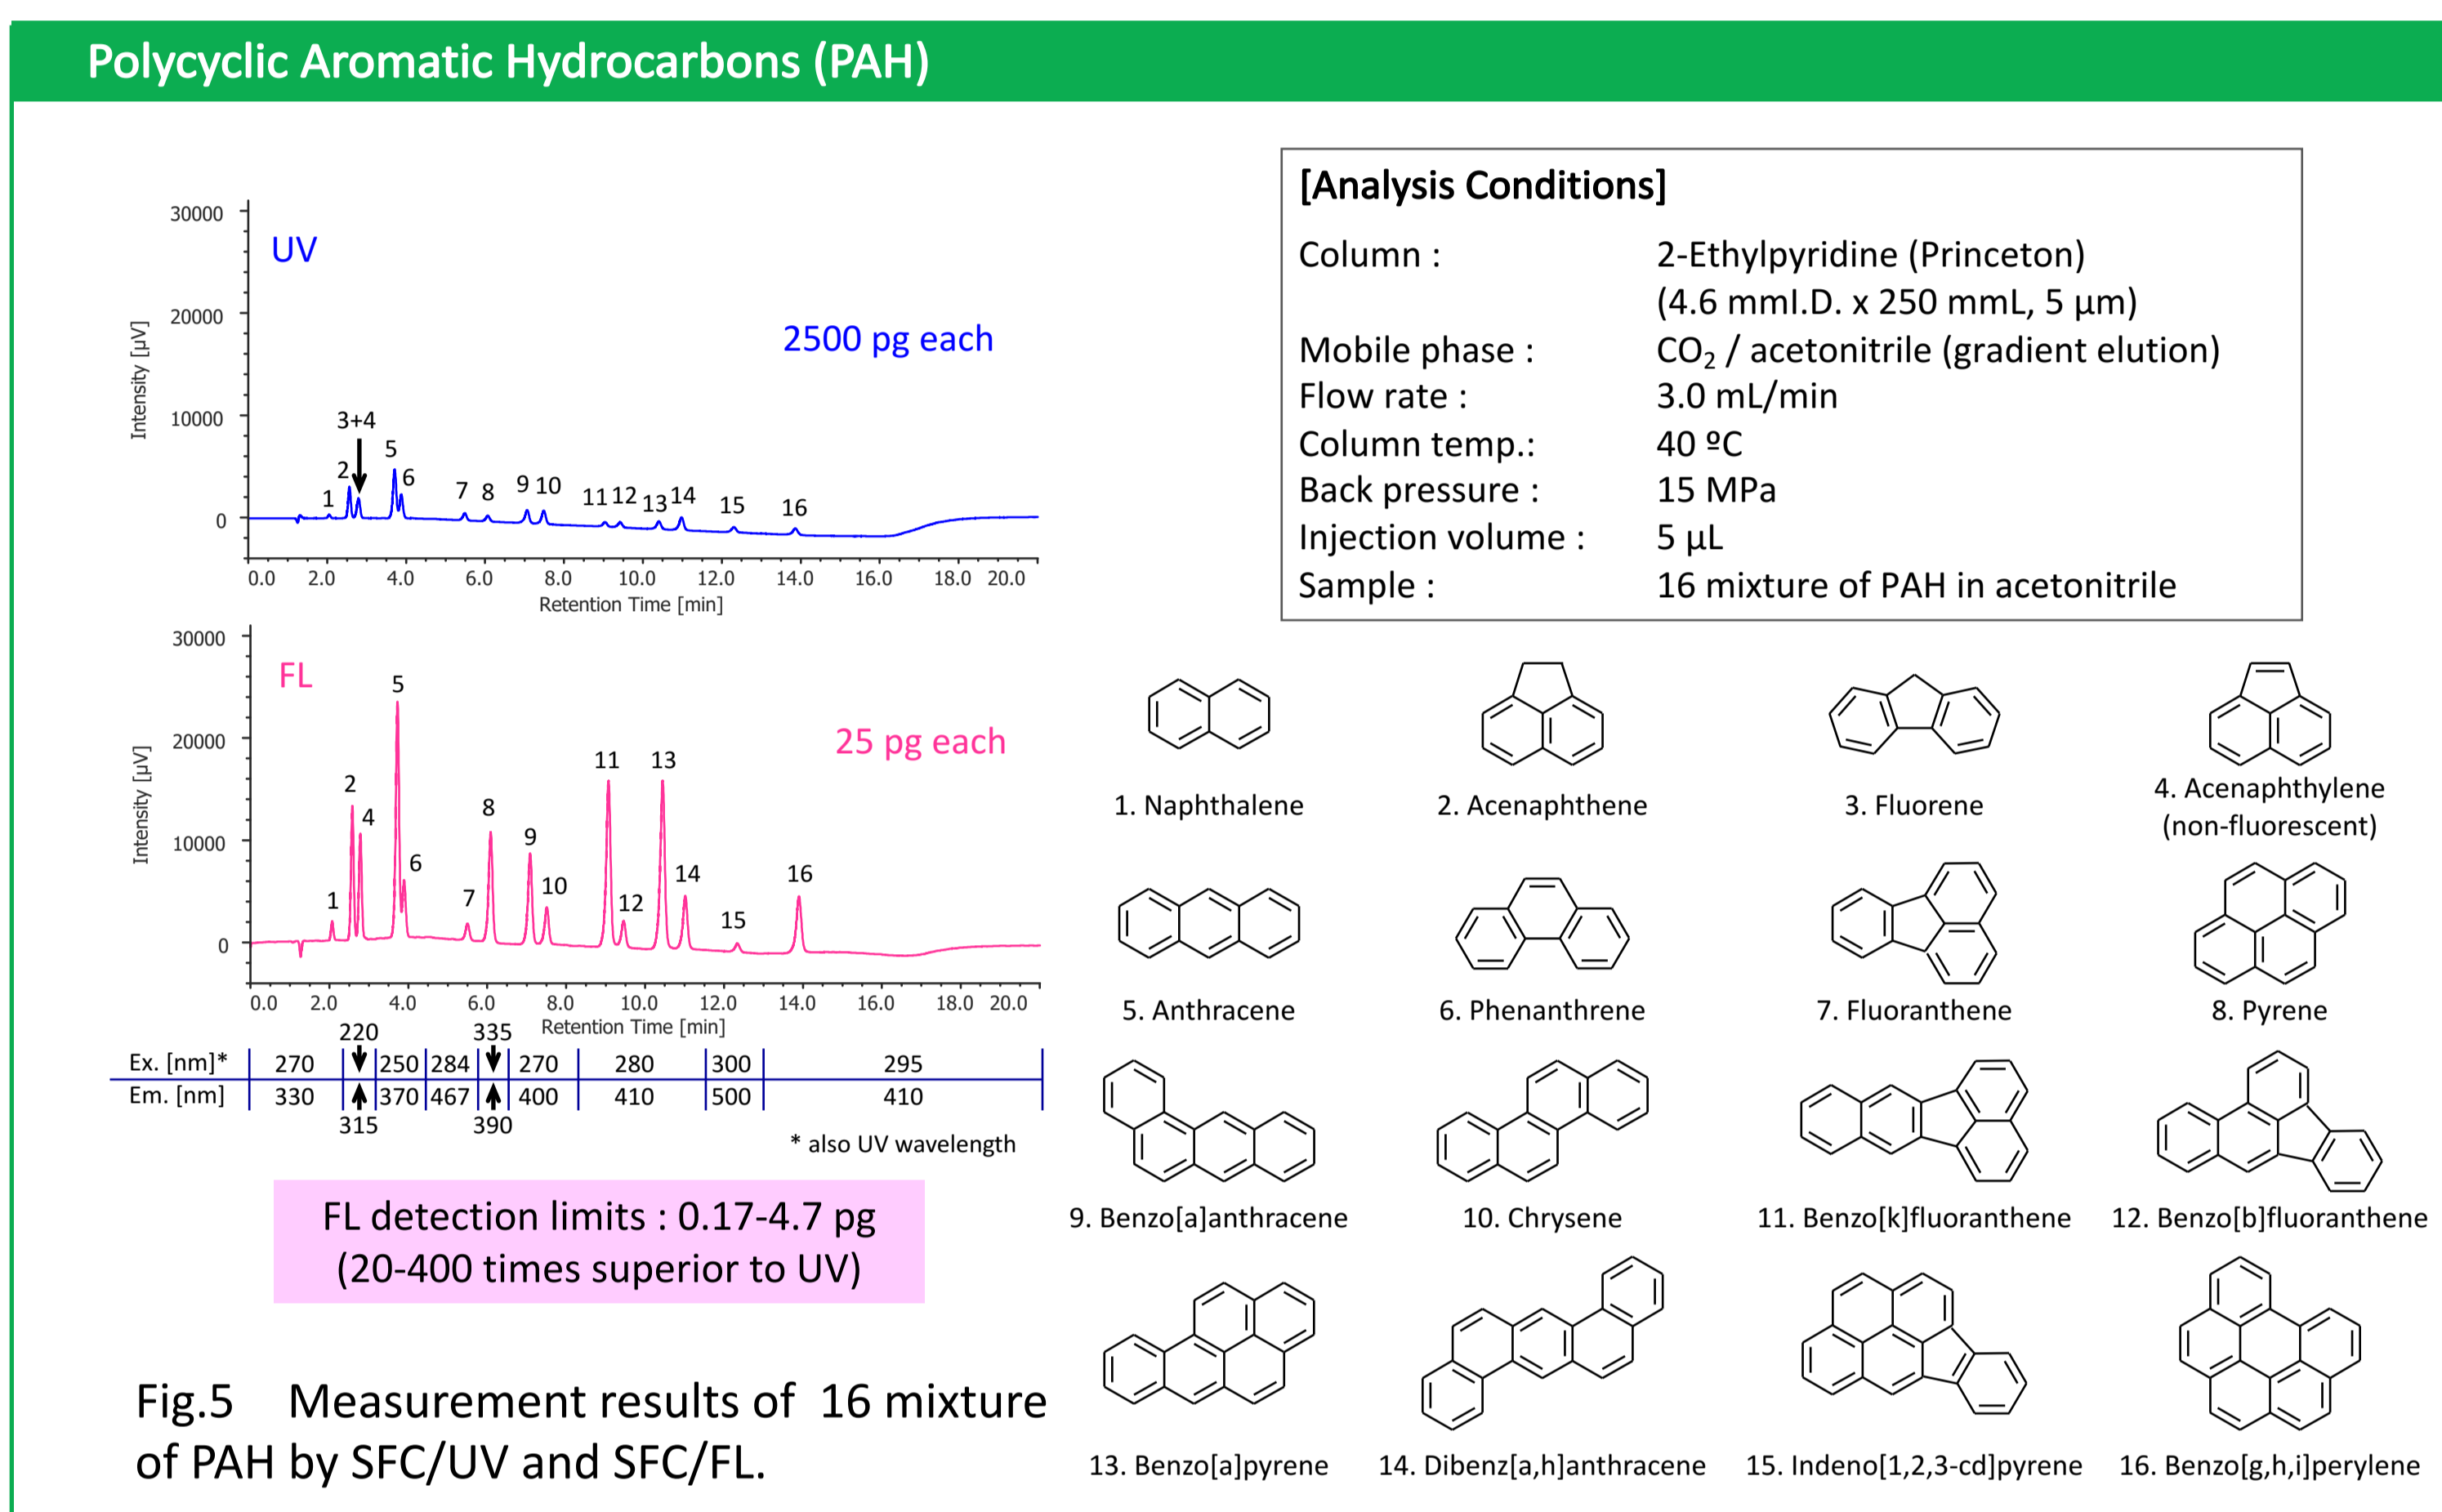 Polycyclic Aromatic Hydrocarbons (PAH)
30000
20000
10000
0
Intensity [µV]
UV
2500 pg each
1
2
3+4
5
6
7
8
9
10
11
12
13
14
15
16
0.0 2.0 4.0 6.0 8.0 10.0 12.0 14.0 16.0 18.0 20.0
Retention Time [min]
30000
20000
10000
0
Intensity [µV]
FL
25 pg each
1
2
4
5
6
7
8
9
10
11
12
13
14
15
16
0.0 2.0 4.0 6.0 8.0 10.0 12.0 14.0 16.0 18.0 20.0
Retention Time [min]
220 335
Ex. [nm]* 270 250 284 270 280 300 295
Em. [nm] 330 370 467 400 410 500 410
315 390
* also UV wavelength
FL detection limits : 0.17-4.7 pg
(20-400 times superior to UV)
Fig.5 Measurement results of 16 mixture
of PAH by SFC/UV and SFC/FL.
[Analysis Conditions]
Column : 2-Ethylpyridine (Princeton)
(4.6 mmI.D. x 250 mmL, 5 µm)
Mobile phase : CO₂ / acetonitrile (gradient elution)
Flow rate : 3.0 mL/min
Column temp.: 40 ºC
Back pressure : 15 MPa
Injection volume : 5 µL
Sample : 16 mixture of PAH in acetonitrile
1. Naphthalene
2. Acenaphthene
3. Fluorene
4. Acenaphthylene
(non-fluorescent)
5. Anthracene
6. Phenanthrene
7. Fluoranthene
8. Pyrene
9. Benzo[a]anthracene
10. Chrysene
11. Benzo[k]fluoranthene
12. Benzo[b]fluoranthene
13. Benzo[a]pyrene
14. Dibenz[a,h]anthracene
15. Indeno[1,2,3-cd]pyrene
16. Benzo[g,h,i]perylene